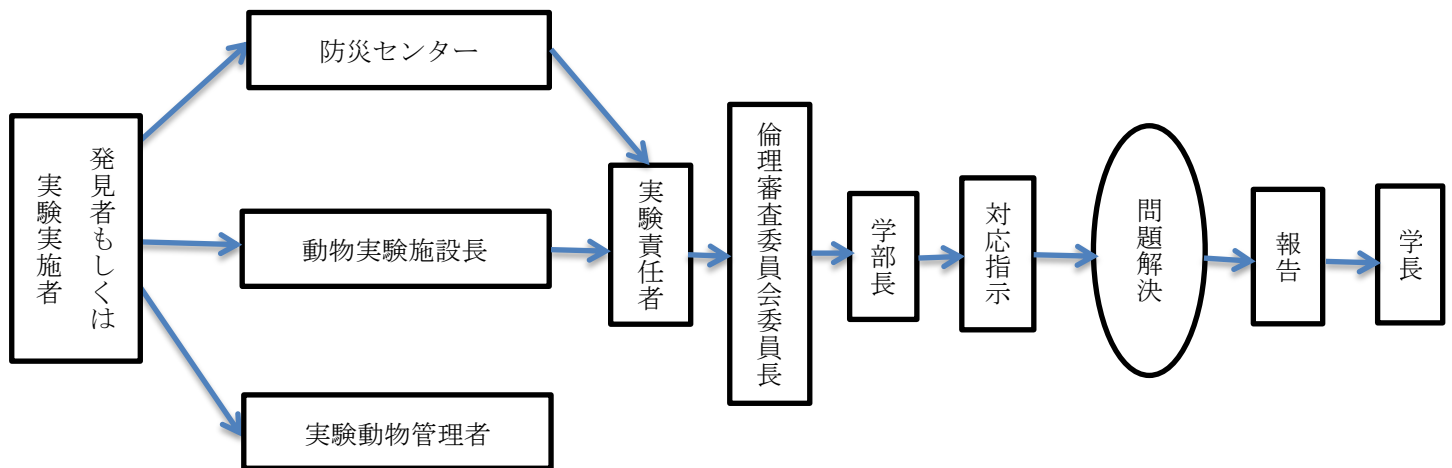 発見者もしくは
実験実施者
防災センター
動物実験施設長
実験動物管理者
実験責任者
倫理審査委員会委員長
学部長
対応指示
問題解決
報告
学長